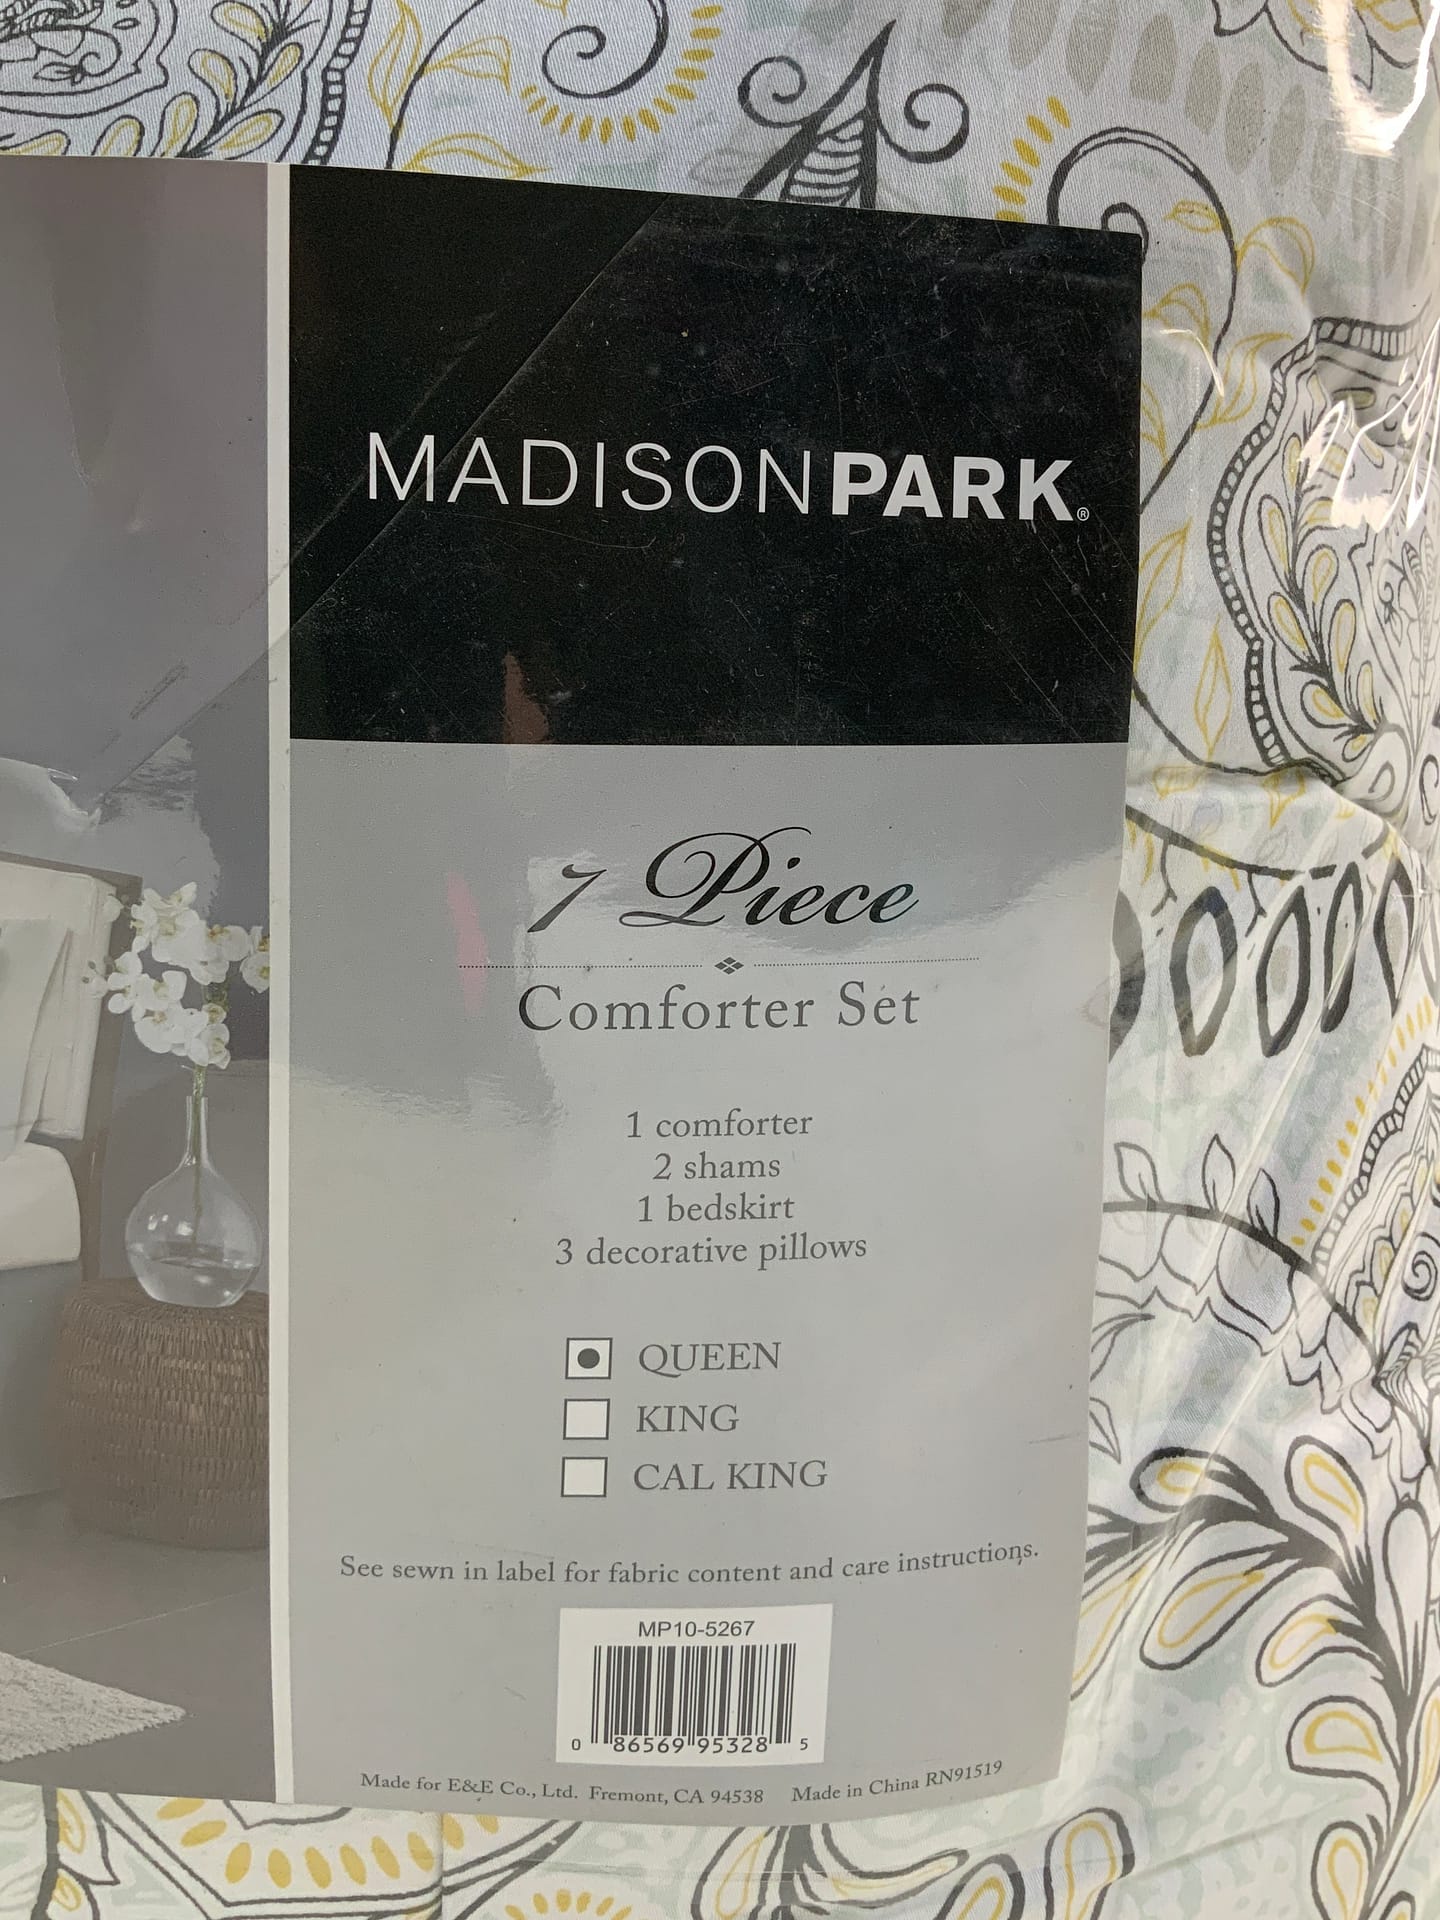 MADISONPARK®
7 Piece
Comforter Set
1 comforter
2 shams
1 bedskirt
3 decorative pillows
QUEEN
KING
CAL KING
See sewn in label for fabric content and care instructions.
MP10-5267
0 86569 95328 5
Made for E&E Co., Ltd. Fremont, CA 94538 Made in China RN91519